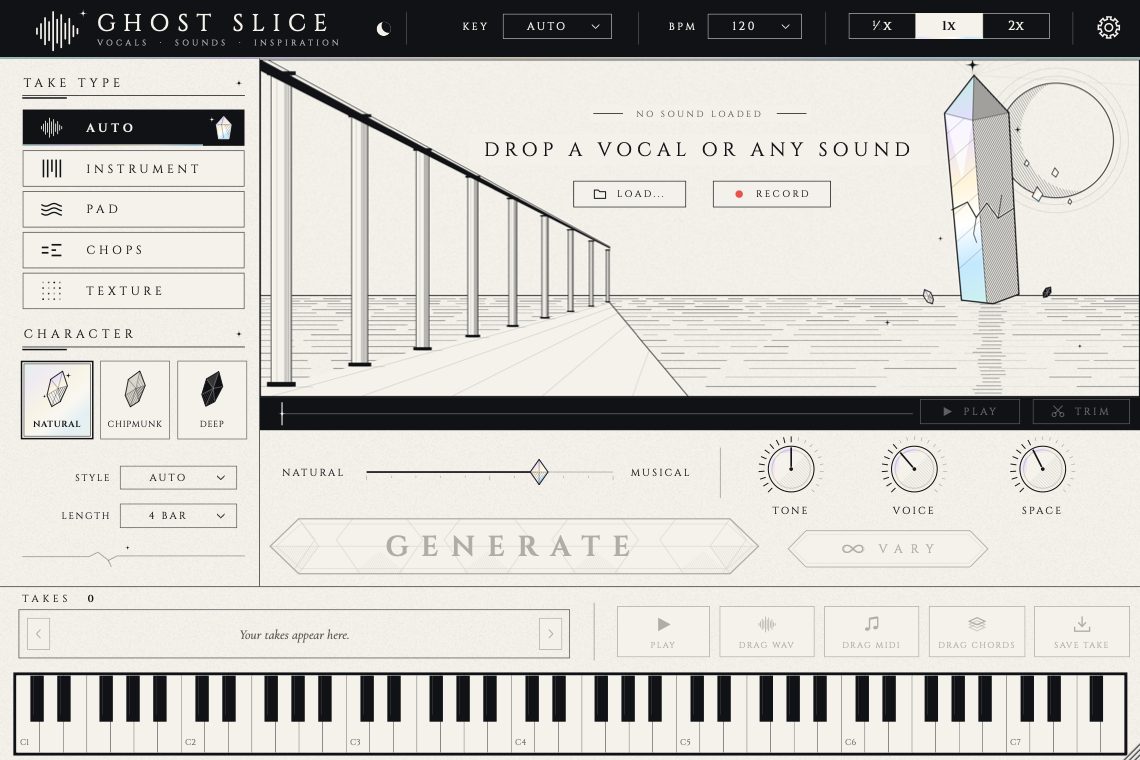 GHOST SLICE
VOCALS · SOUNDS · INSPIRATION
KEY
AUTO
BPM
120
½X
1X
2X
TAKE TYPE
AUTO
INSTRUMENT
PAD
CHOPS
TEXTURE
CHARACTER
NATURAL
CHIPMUNK
DEEP
STYLE
AUTO
LENGTH
4 BAR
NO SOUND LOADED
DROP A VOCAL OR ANY SOUND
LOAD...
RECORD
PLAY
TRIM
NATURAL
MUSICAL
TONE
VOICE
SPACE
GENERATE
VARY
TAKES 0
Your takes appear here.
PLAY
DRAG WAV
DRAG MIDI
DRAG CHORDS
SAVE TAKE
C1
C2
C3
C4
C5
C6
C7